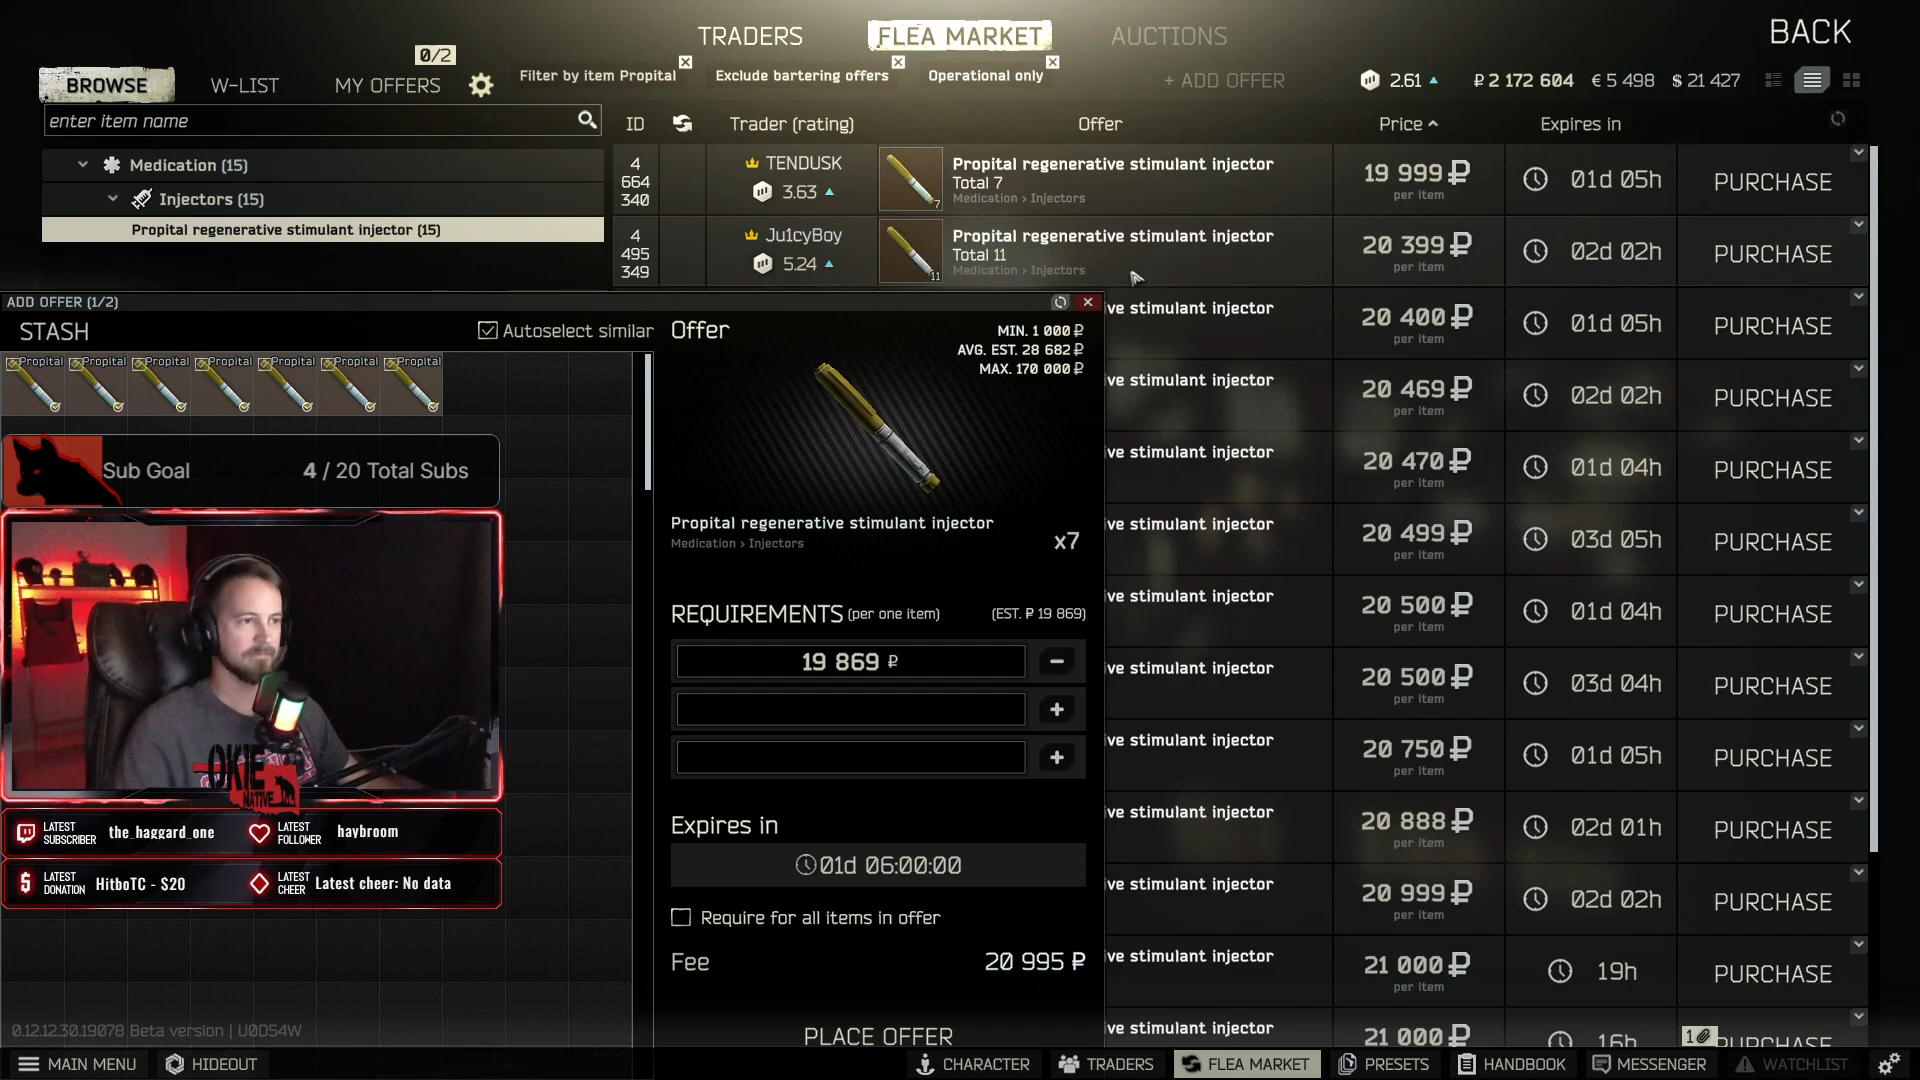 TRADERS
FLEA MARKET
AUCTIONS
BACK
BROWSE
W-LIST
0/2
MY OFFERS
Filter by item Propital
Exclude bartering offers
Operational only
+ ADD OFFER
2.61
₽ 2 172 604
€ 5 498
$ 21 427
enter item name
ID
Trader (rating)
Offer
Price
Expires in
Medication (15)
Injectors (15)
Propital regenerative stimulant injector (15)
4
664
340
TENDUSK
3.63
7
Propital regenerative stimulant injector
Total 7
Medication > Injectors
19 999 ₽
per item
01d 05h
PURCHASE
4
495
349
Ju1cyBoy
5.24
11
Propital regenerative stimulant injector
Total 11
Medication > Injectors
20 399 ₽
per item
02d 02h
PURCHASE
ve stimulant injector
20 400 ₽
per item
01d 05h
PURCHASE
ve stimulant injector
20 469 ₽
per item
02d 02h
PURCHASE
ve stimulant injector
20 470 ₽
per item
01d 04h
PURCHASE
ve stimulant injector
20 499 ₽
per item
03d 05h
PURCHASE
ve stimulant injector
20 500 ₽
per item
01d 04h
PURCHASE
ve stimulant injector
20 500 ₽
per item
03d 04h
PURCHASE
ve stimulant injector
20 750 ₽
per item
01d 05h
PURCHASE
ve stimulant injector
20 888 ₽
per item
02d 01h
PURCHASE
ve stimulant injector
20 999 ₽
per item
02d 02h
PURCHASE
ve stimulant injector
21 000 ₽
per item
19h
PURCHASE
ve stimulant injector
21 000 ₽
16h
PURCHASE
ADD OFFER (1/2)
STASH
Autoselect similar
Propital
Propital
Propital
Propital
Propital
Propital
Propital
Sub Goal
4 / 20 Total Subs
OKIE
NATIVE
LATEST
SUBSCRIBER
the_haggard_one
LATEST
FOLLOWER
haybroom
LATEST
DONATION
HitboTC - $20
LATEST
CHEER
Latest cheer: No data
Offer
MIN. 1 000 ₽
AVG. EST. 28 682 ₽
MAX. 170 000 ₽
Propital regenerative stimulant injector
Medication > Injectors
x7
REQUIREMENTS (per one item)
(EST. ₽ 19 869)
19 869 ₽
Expires in
01d 06:00:00
Require for all items in offer
Fee
20 995 ₽
PLACE OFFER
0.12.12.30.19078 Beta version | U0D54W
MAIN MENU
HIDEOUT
CHARACTER
TRADERS
FLEA MARKET
PRESETS
HANDBOOK
1
MESSENGER
WATCHLIST